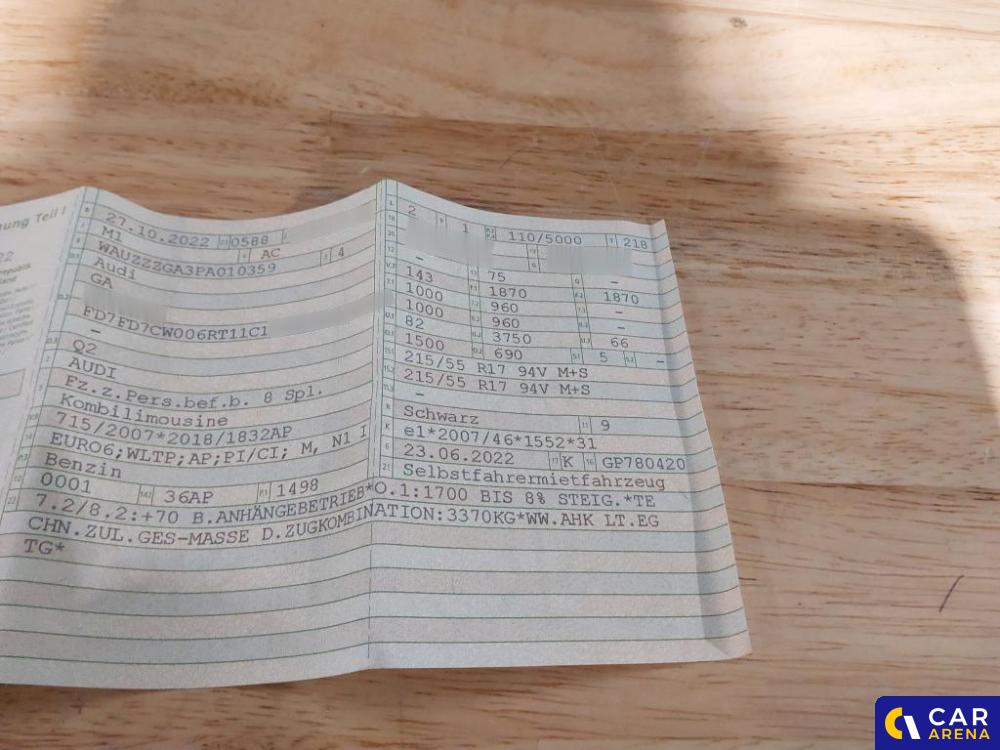 ung Teil I
27.10.2022 0588
M1 AC
WAUZZZGA3PA010359 4
Audi
GA
FD7FD7CW006RT11C1
–
Q2
AUDI
Fz.z.Pers.bef.b. 8 Spl.
Kombilimousine
715/2007*2018/1832AP
EURO6;WLTP;AP;PI/CI; M, N1 I
Benzin
0001 36AP 1498
2 1 110/5000 218
–
143 75 –
1000 1870 1870
1000 960 –
82 960 –
1500 3750 66
690 5 –
215/55 R17 94V M+S
215/55 R17 94V M+S
–
Schwarz 9
e1*2007/46*1552*31
23.06.2022 K GP780420
Selbstfahrermietfahrzeug
7.2/8.2:+70 B.ANHÄNGEBETRIEB*O.1:1700 BIS 8% STEIG.*TE
CHN.ZUL.GES-MASSE D.ZUGKOMBINATION:3370KG*WW.AHK LT.EG
TG*
CAR
ARENA